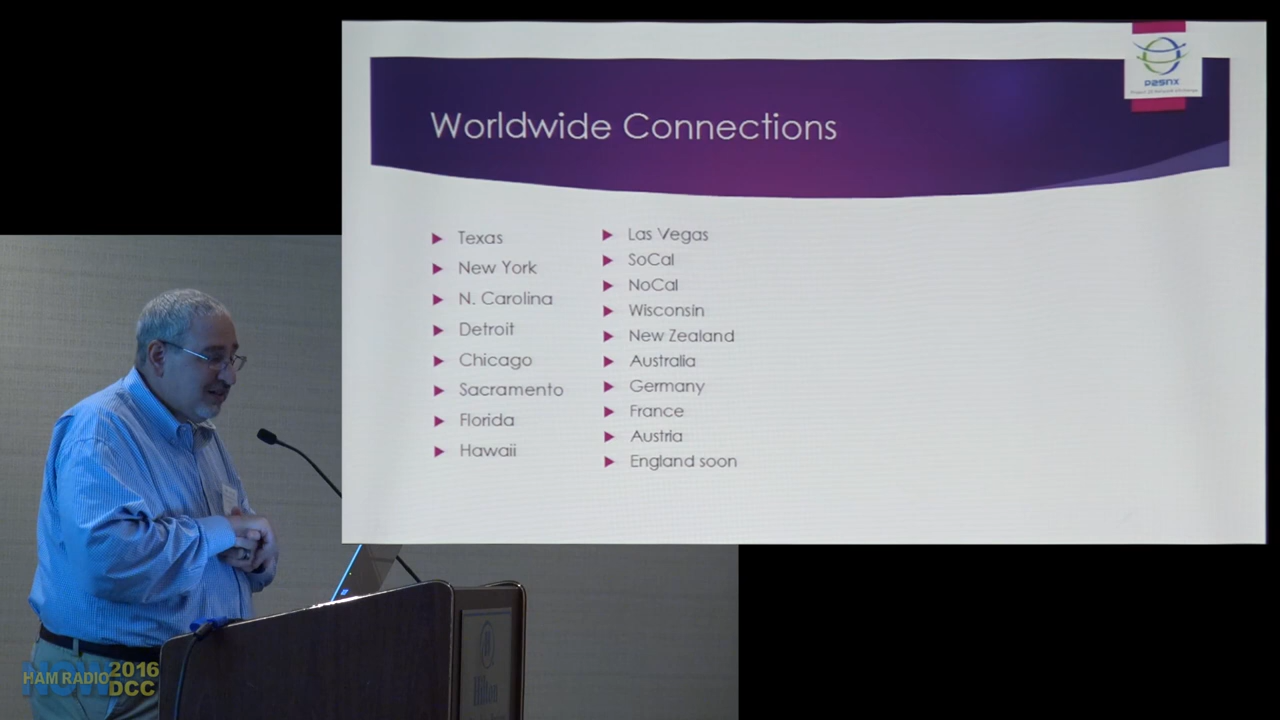 P25NX
Worldwide Connections
Texas
New York
N. Carolina
Detroit
Chicago
Sacramento
Florida
Hawaii
Las Vegas
SoCal
NoCal
Wisconsin
New Zealand
Australia
Germany
France
Austria
England soon
Hilton
HAM RADIO
NOW
2016
DCC